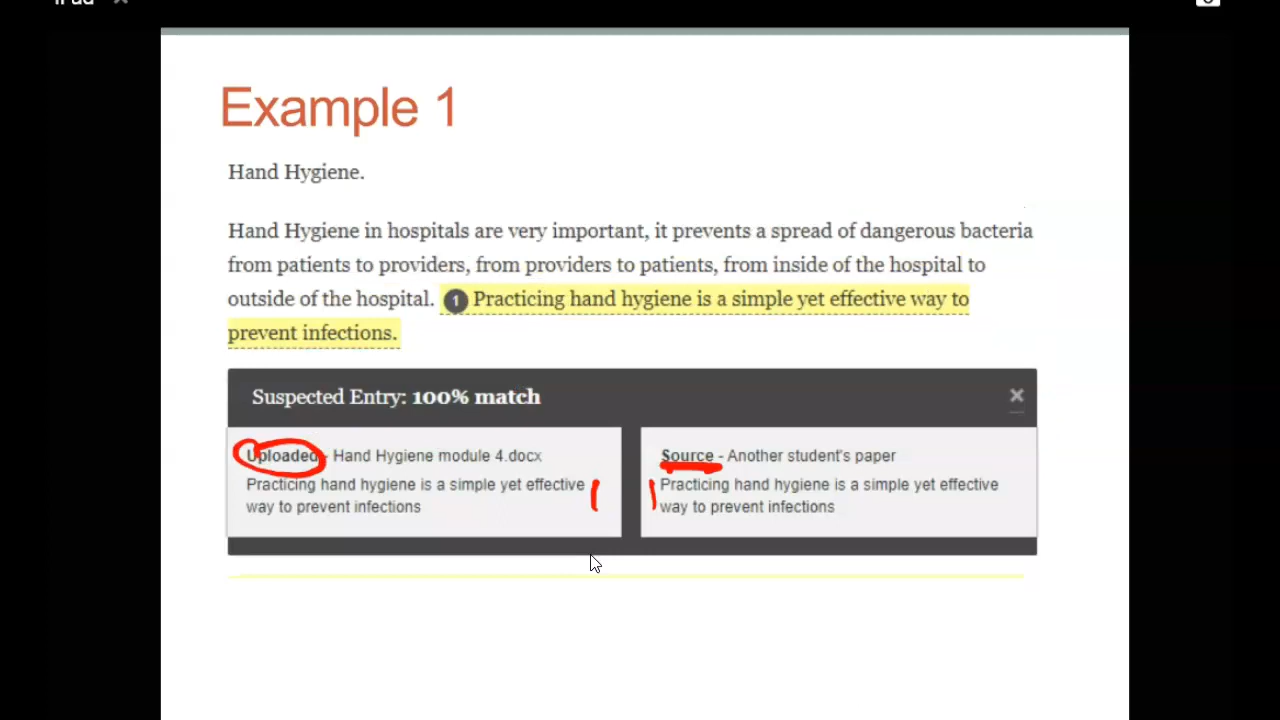 iPad
Example 1
Hand Hygiene.
Hand Hygiene in hospitals are very important, it prevents a spread of dangerous bacteria
from patients to providers, from providers to patients, from inside of the hospital to
outside of the hospital. 1 Practicing hand hygiene is a simple yet effective way to
prevent infections.
Suspected Entry: 100% match
Uploaded - Hand Hygiene module 4.docx
Practicing hand hygiene is a simple yet effective
way to prevent infections
Source - Another student's paper
Practicing hand hygiene is a simple yet effective
way to prevent infections